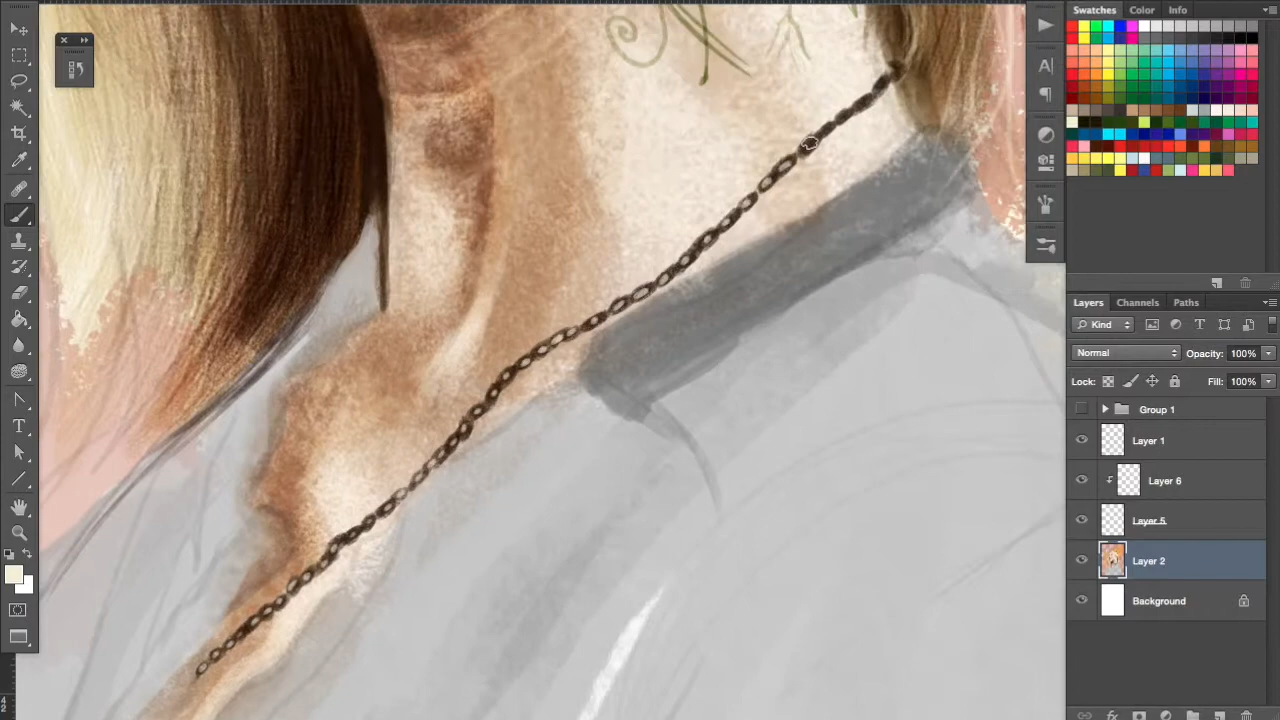 Swatches Color Info
Layers Channels Paths
Kind
Normal Opacity: 100%
Lock: Fill: 100%
Group 1
Layer 1
Layer 6
Layer 5
Layer 2
Background